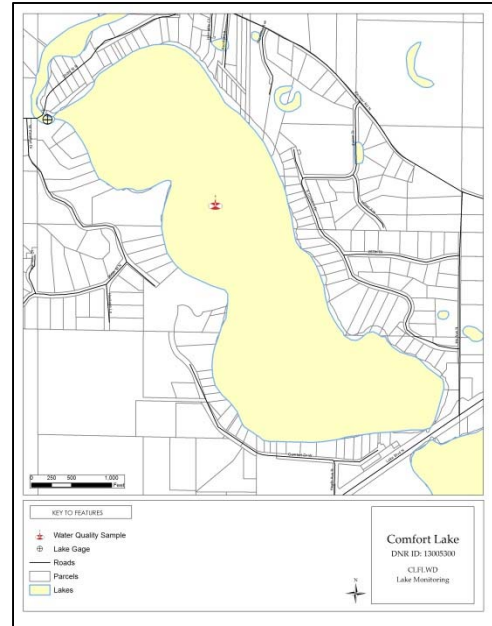 0 250 500 1,000
Feet
KEY TO FEATURES
Water Quality Sample
Lake Gage
Roads
Parcels
Lakes
N
Comfort Lake
DNR ID: 13005300
CLFLWD
Lake Monitoring